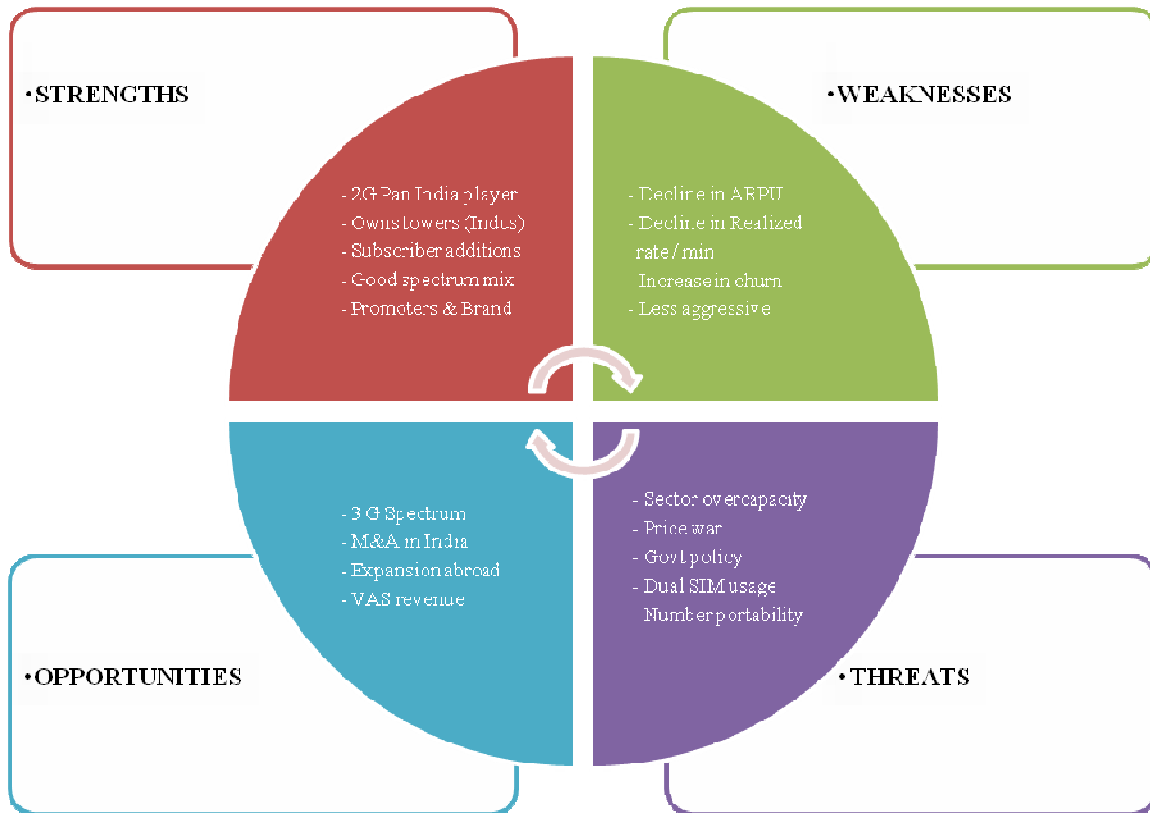 •STRENGTHS
- 2G Pan India player
- Owns towers (Indus)
- Subscriber additions
- Good spectrum mix
- Promoters & Brand
•WEAKNESSES
- Decline in ARPU
- Decline in Realized
rate / min
Increase in churn
- Less aggressive
•OPPORTUNITIES
- 3 G Spectrum
- M&A in India
- Expansion abroad
- VAS revenue
•THREATS
- Sector overcapacity
- Price war
- Govt policy
- Dual SIM usage
Number portability